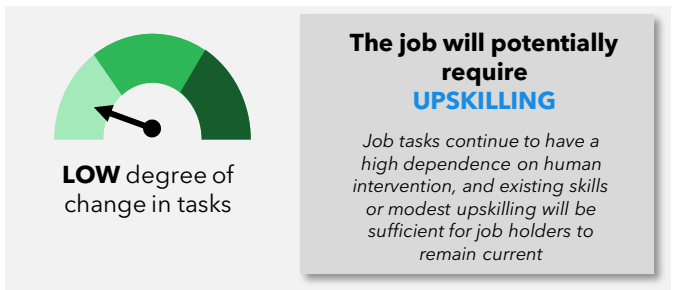 LOW degree of
change in tasks
The job will potentially
require
UPSKILLING
Job tasks continue to have a
high dependence on human
intervention, and existing skills
or modest upskilling will be
sufficient for job holders to
remain current